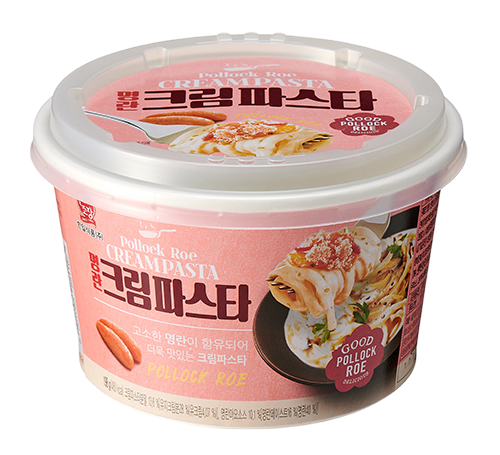 Pollock Roe
CREAM PASTA
명란
크림파스타
GOOD
POLLOCK
ROE
DELICIOUS
Pollock Roe
CREAM PASTA
명란
크림파스타
고소한 명란이 함유되어
더욱 맛있는 크림파스타
POLLOCK ROE
GOOD
POLLOCK
ROE
DELICIOUS